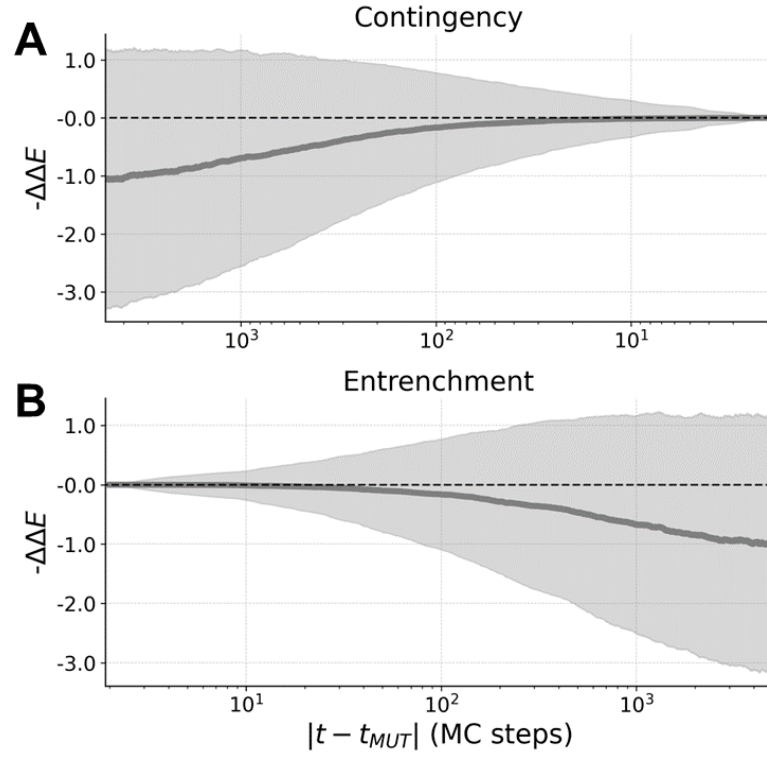 A
Contingency
1.0
-0.0
-1.0
-2.0
-3.0
-ΔΔE
10³ 10² 10¹
B
Entrenchment
1.0
-0.0
-1.0
-2.0
-3.0
-ΔΔE
10¹ 10² 10³
|t − t_MUT| (MC steps)